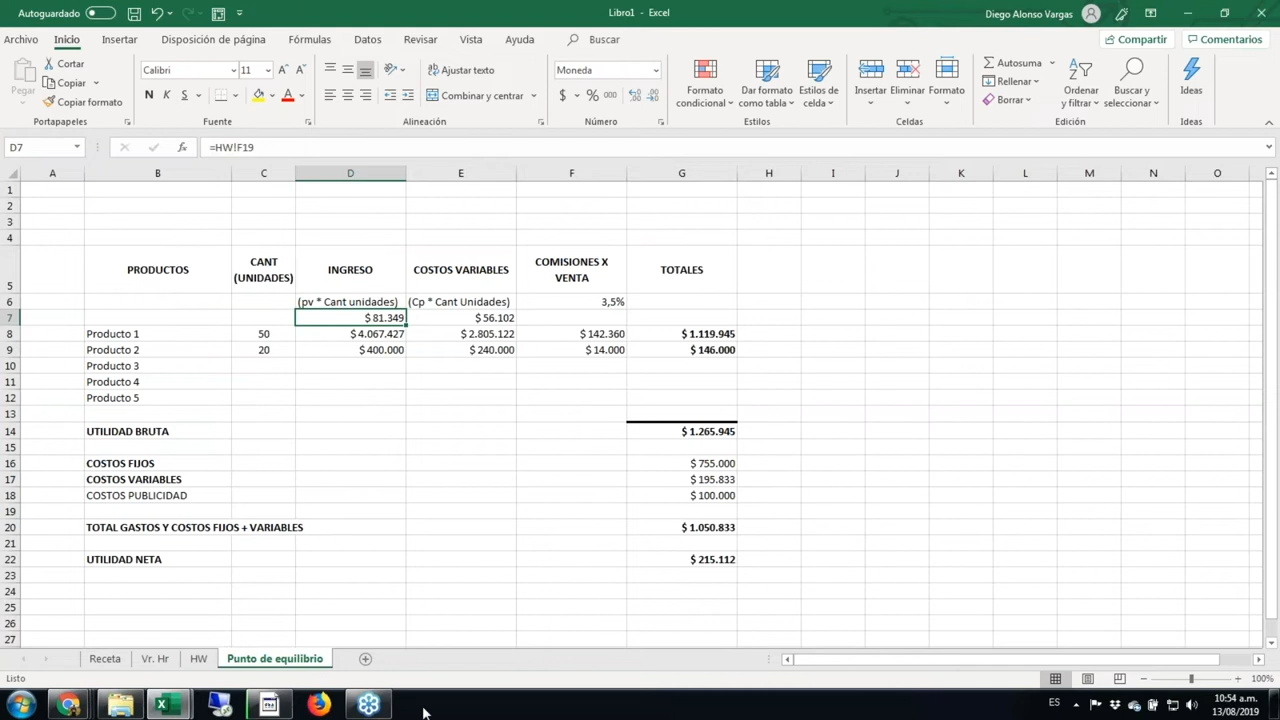 Autoguardado
Libro1 - Excel
Diego Alonso Vargas
Archivo Inicio Insertar Disposición de página Fórmulas Datos Revisar Vista Ayuda Buscar
Compartir Comentarios
Pegar
Cortar
Copiar
Copiar formato
Portapapeles
Calibri 11
N K S
Fuente
Ajustar texto
Combinar y centrar
Alineación
Moneda
$ % 000
Número
Formato condicional
Dar formato como tabla
Estilos de celda
Estilos
Insertar Eliminar Formato
Celdas
Autosuma
Rellenar
Borrar
Ordenar y filtrar
Buscar y seleccionar
Edición
Ideas
Ideas
D7 fx =HW!F19
A B C D E F G H I J K L M N O
1
2
3
4
5 PRODUCTOS CANT (UNIDADES) INGRESO COSTOS VARIABLES COMISIONES X VENTA TOTALES
6 (pv * Cant unidades) (Cp * Cant Unidades) 3,5%
7 $ 81.349 $ 56.102
8 Producto 1 50 $ 4.067.427 $ 2.805.122 $ 142.360 $ 1.119.945
9 Producto 2 20 $ 400.000 $ 240.000 $ 14.000 $ 146.000
10 Producto 3
11 Producto 4
12 Producto 5
13
14 UTILIDAD BRUTA $ 1.265.945
15
16 COSTOS FIJOS $ 755.000
17 COSTOS VARIABLES $ 195.833
18 COSTOS PUBLICIDAD $ 100.000
19
20 TOTAL GASTOS Y COSTOS FIJOS + VARIABLES $ 1.050.833
21
22 UTILIDAD NETA $ 215.112
23
24
25
26
27
Receta Vr. Hr HW Punto de equilibrio
Listo
100%
ES
10:54 a.m.
13/08/2019